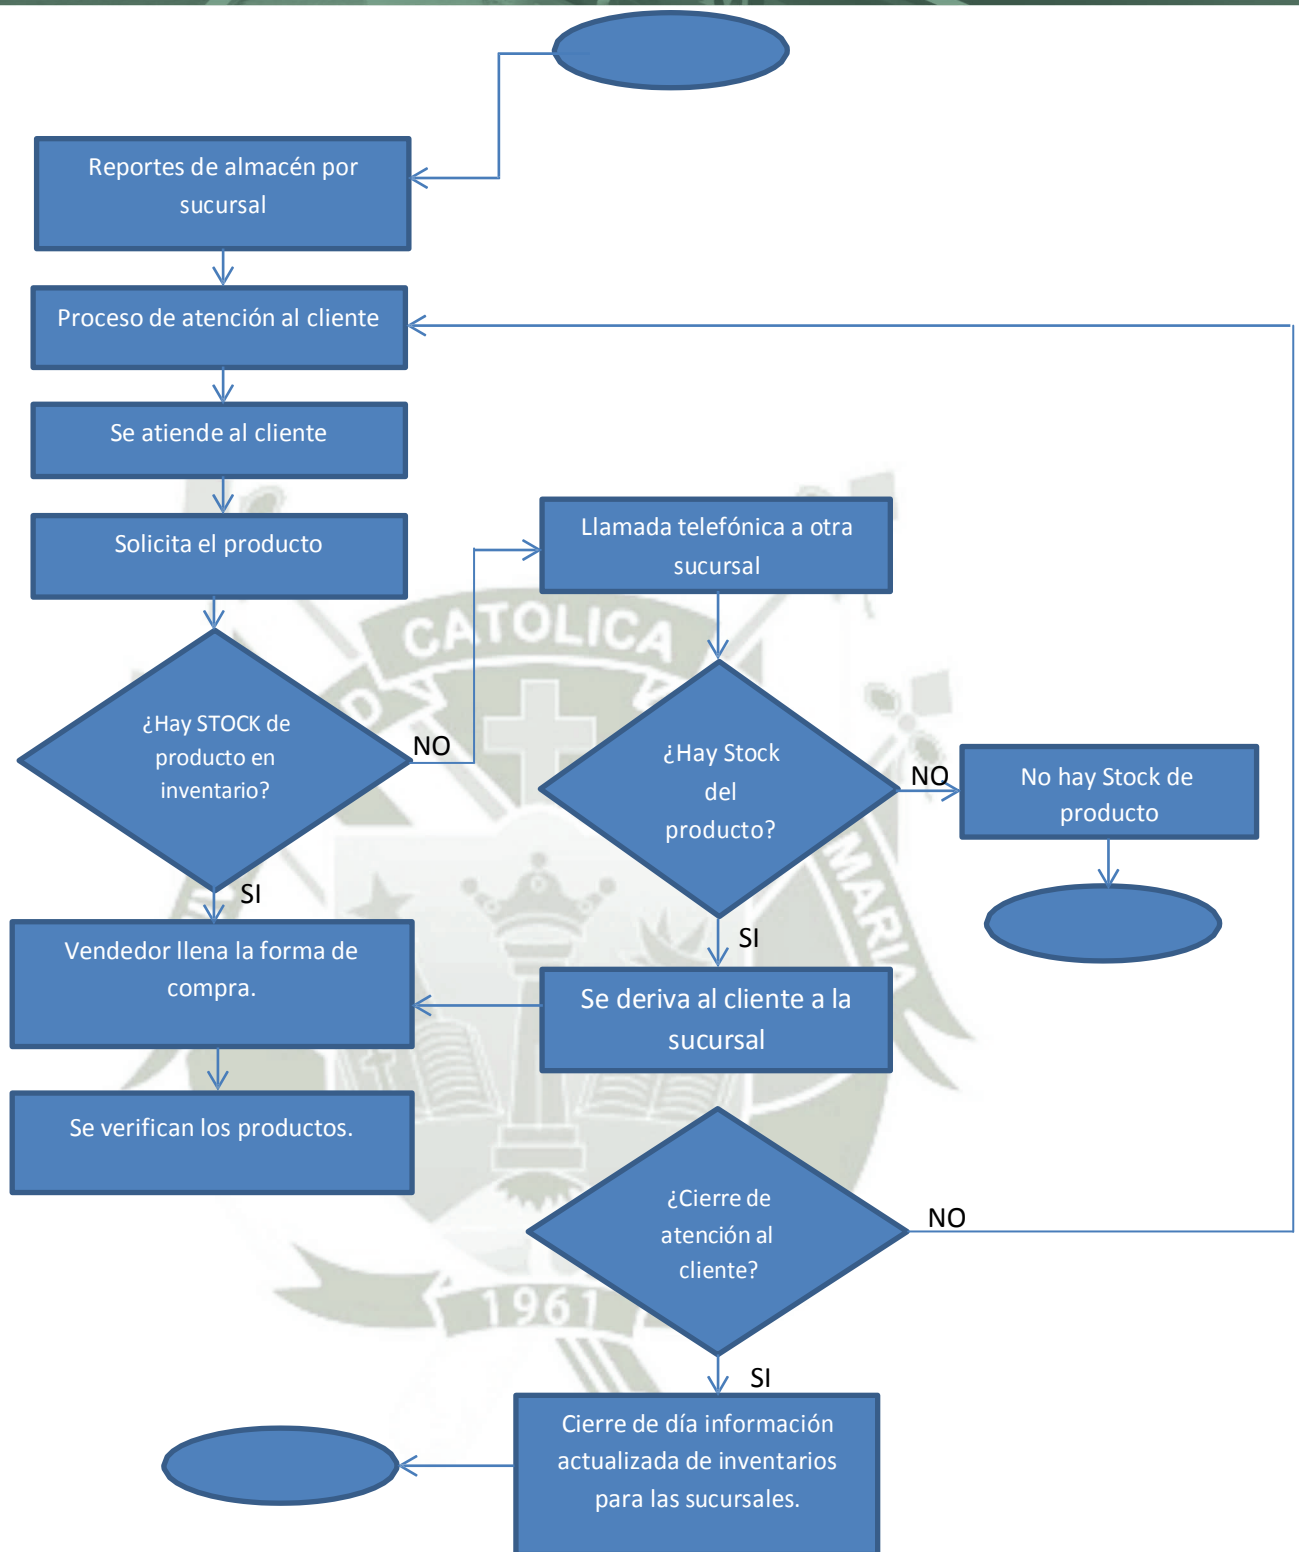 Reportes de almacén por
sucursal
Proceso de atención al cliente
Se atiende al cliente
Solicita el producto
Llamada telefónica a otra
sucursal
CATOLICA
¿Hay STOCK de
producto en
inventario?
NO
¿Hay Stock
del
producto?
NO
No hay Stock de
producto
MARIA
SI
Vendedor llena la forma de
compra.
SI
Se deriva al cliente a la
sucursal
Se verifican los productos.
¿Cierre de
atención al
cliente?
NO
1961
SI
Cierre de día información
actualizada de inventarios
para las sucursales.